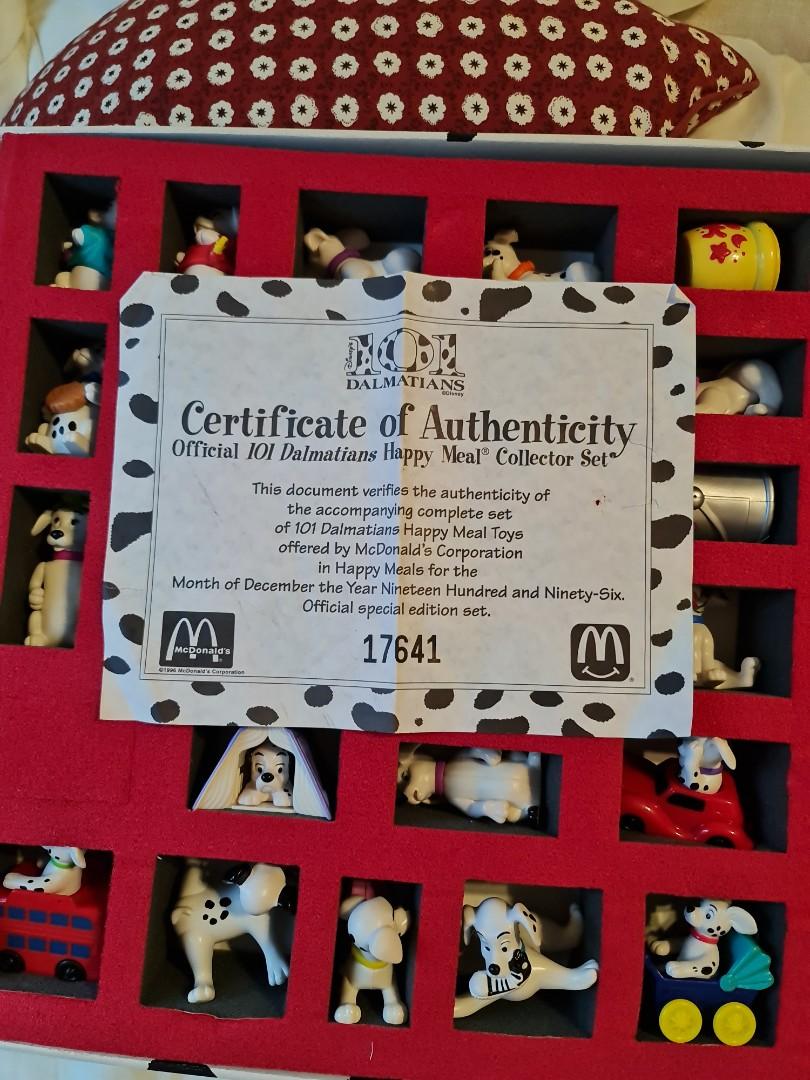 Disney's
101
DALMATIANS
©Disney
Certificate of Authenticity
Official 101 Dalmatians Happy Meal® Collector Set
This document verifies the authenticity of
the accompanying complete set
of 101 Dalmatians Happy Meal Toys
offered by McDonald's Corporation
in Happy Meals for the
Month of December the Year Nineteen Hundred and Ninety-Six.
Official special edition set.
McDonald's
©1996 McDonald's Corporation
17641
®